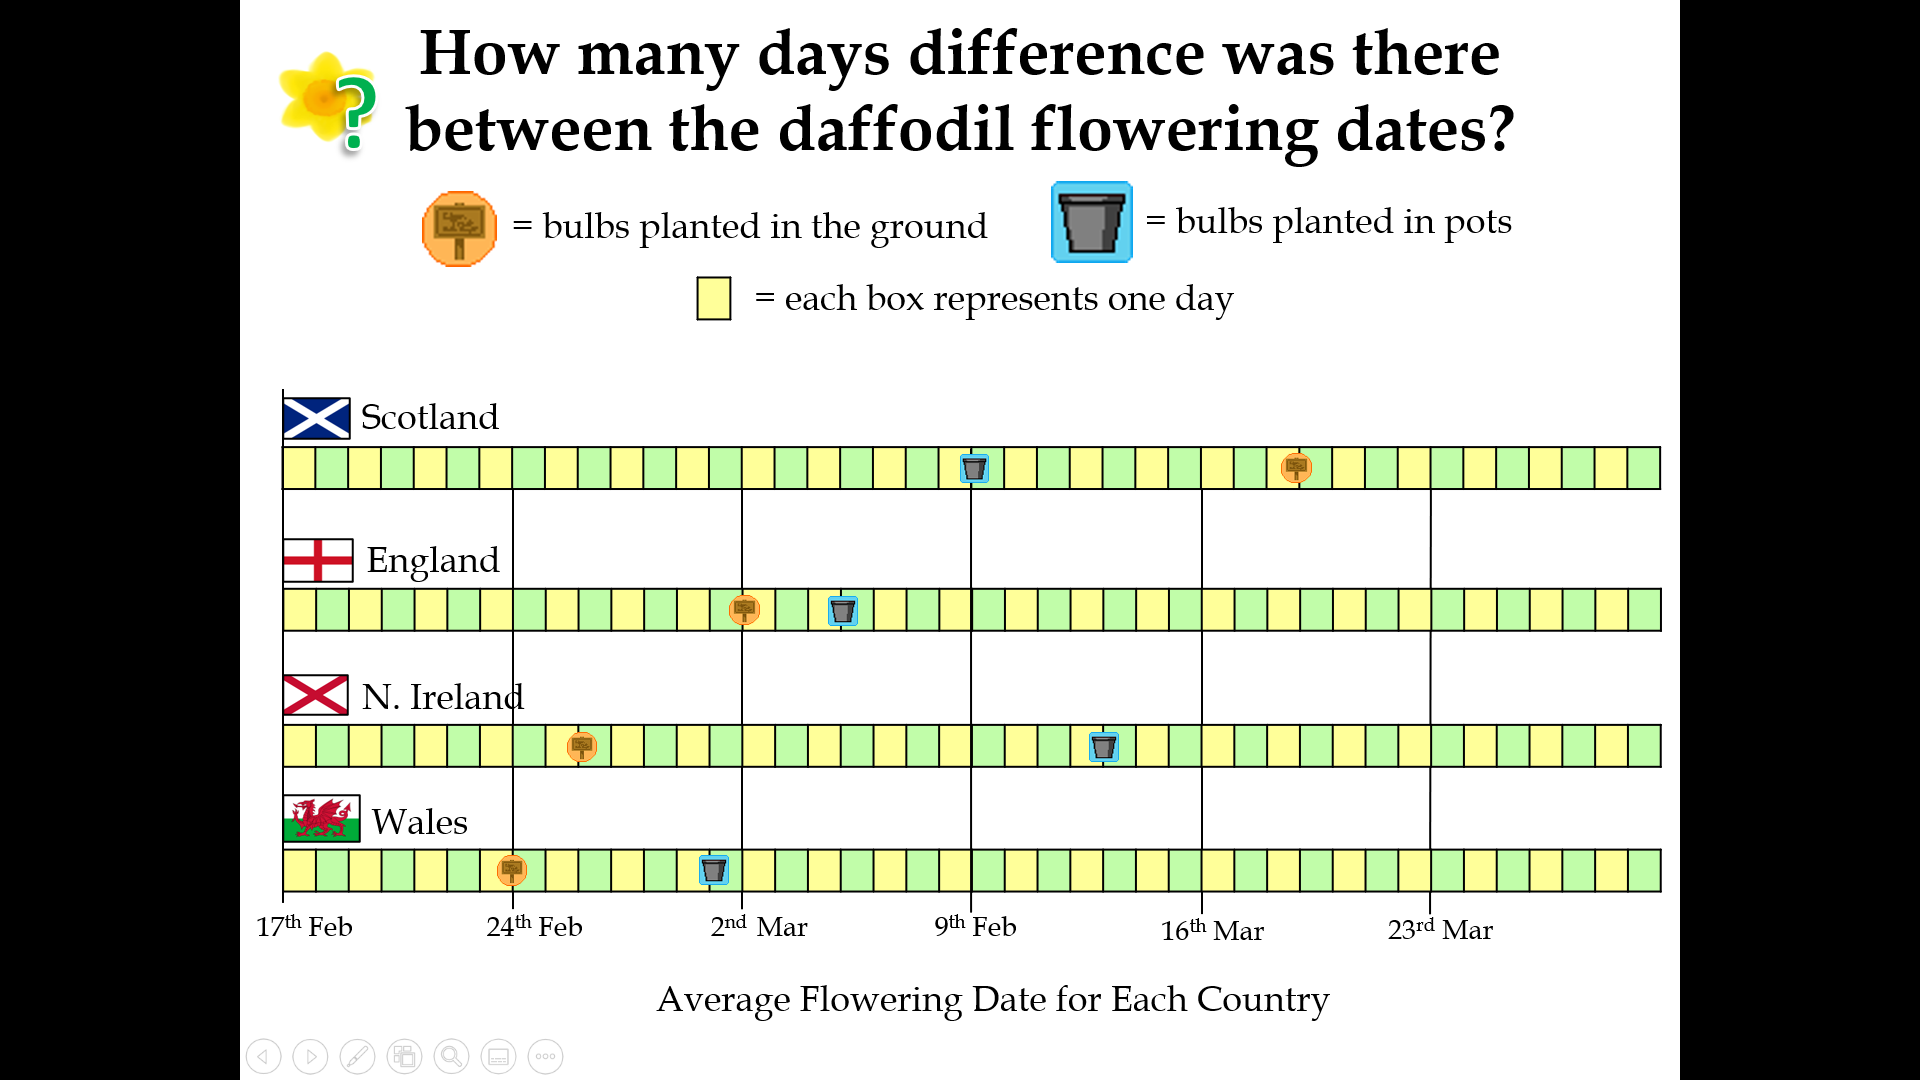 How many days difference was there
between the daffodil flowering dates?
?
= bulbs planted in the ground
= bulbs planted in pots
= each box represents one day
Scotland
England
N. Ireland
Wales
17th Feb
24th Feb
2nd Mar
9th Feb
16th Mar
23rd Mar
Average Flowering Date for Each Country